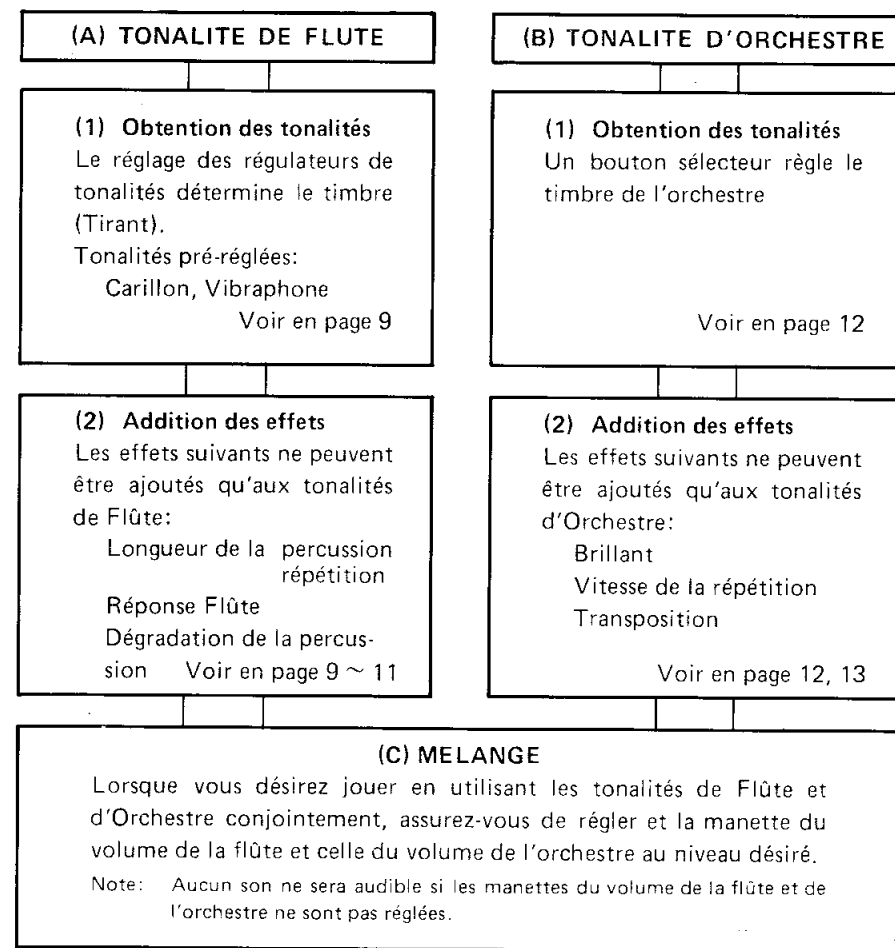 (A) TONALITE DE FLUTE
(1) Obtention des tonalités
Le réglage des régulateurs de
tonalités détermine le timbre
(Tirant).
Tonalités pré-réglées:
Carillon, Vibraphone
Voir en page 9
(2) Addition des effets
Les effets suivants ne peuvent
être ajoutés qu'aux tonalités
de Flûte:
Longueur de la percussion
répétition
Réponse Flûte
Dégradation de la percus-
sion Voir en page 9 ~ 11
(B) TONALITE D'ORCHESTRE
(1) Obtention des tonalités
Un bouton sélecteur règle le
timbre de l'orchestre
Voir en page 12
(2) Addition des effets
Les effets suivants ne peuvent
être ajoutés qu'aux tonalités
d'Orchestre:
Brillant
Vitesse de la répétition
Transposition
Voir en page 12, 13
(C) MELANGE
Lorsque vous désirez jouer en utilisant les tonalités de Flûte et
d'Orchestre conjointement, assurez-vous de régler et la manette du
volume de la flûte et celle du volume de l'orchestre au niveau désiré.
Note: Aucun son ne sera audible si les manettes du volume de la flûte et de
l'orchestre ne sont pas réglées.